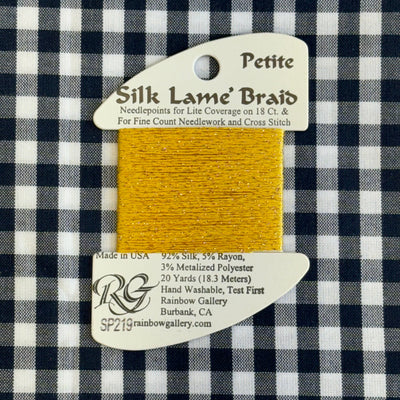 Petite
Silk Lame' Braid
Needlepoints for Lite Coverage on 18 Ct. &
For Fine Count Needlework and Cross Stitch
Made in USA
92% Silk, 5% Rayon,
3% Metalized Polyester
20 Yards (18.3 Meters)
Hand Washable, Test First
Rainbow Gallery
Burbank, CA
RG
SP219
rainbowgallery.com